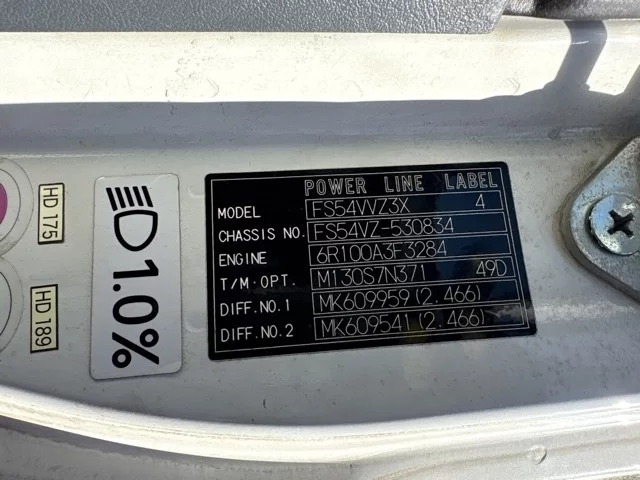 POWER LINE LABEL
MODEL FS54VVZ3X 4
CHASSIS NO. FS54VZ-530834
ENGINE 6R100A3F3284
T/M·OPT. M130S7N371 49D
DIFF.NO.1 MK609959(2.466)
DIFF.NO.2 MK609541(2.466)
1.0%
HD 175
HD 189